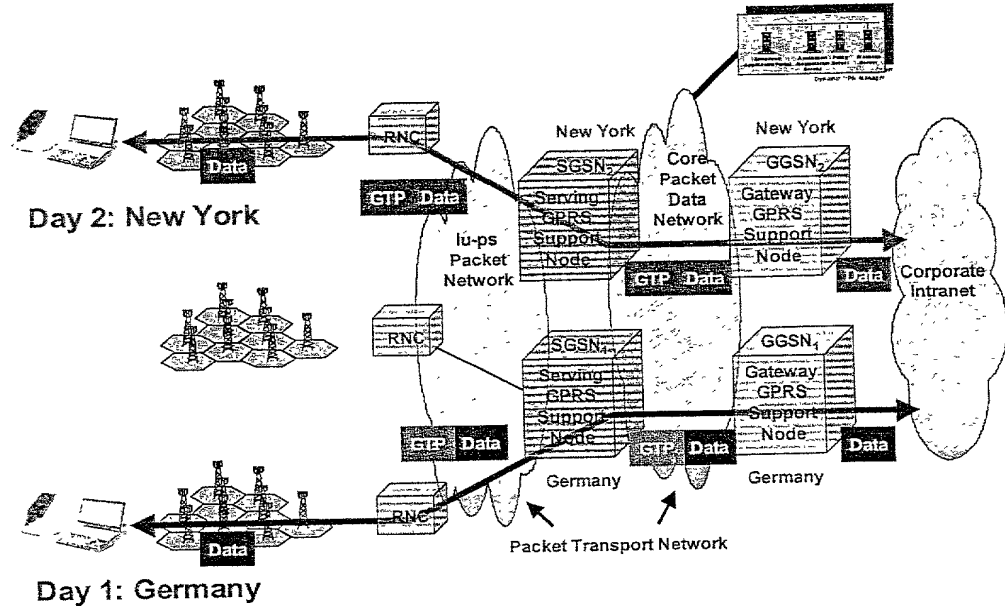 New York
New York
RNC
SGSN2
Core
Packet
Data
Network
GGSN2
Data
GTP Data
Serving
GPRS
Support
Node
Gateway
GPRS
Support
Node
Day 2: New York
Iu-ps
Packet
Network
GTP Data
Data
Corporate
Intranet
RNC
SGSN1
Serving
GPRS
Support
Node
GGSN1
Gateway
GPRS
Support
Node
GTP Data
GTP Data
Data
Germany
Germany
RNC
Data
Packet Transport Network
Day 1: Germany